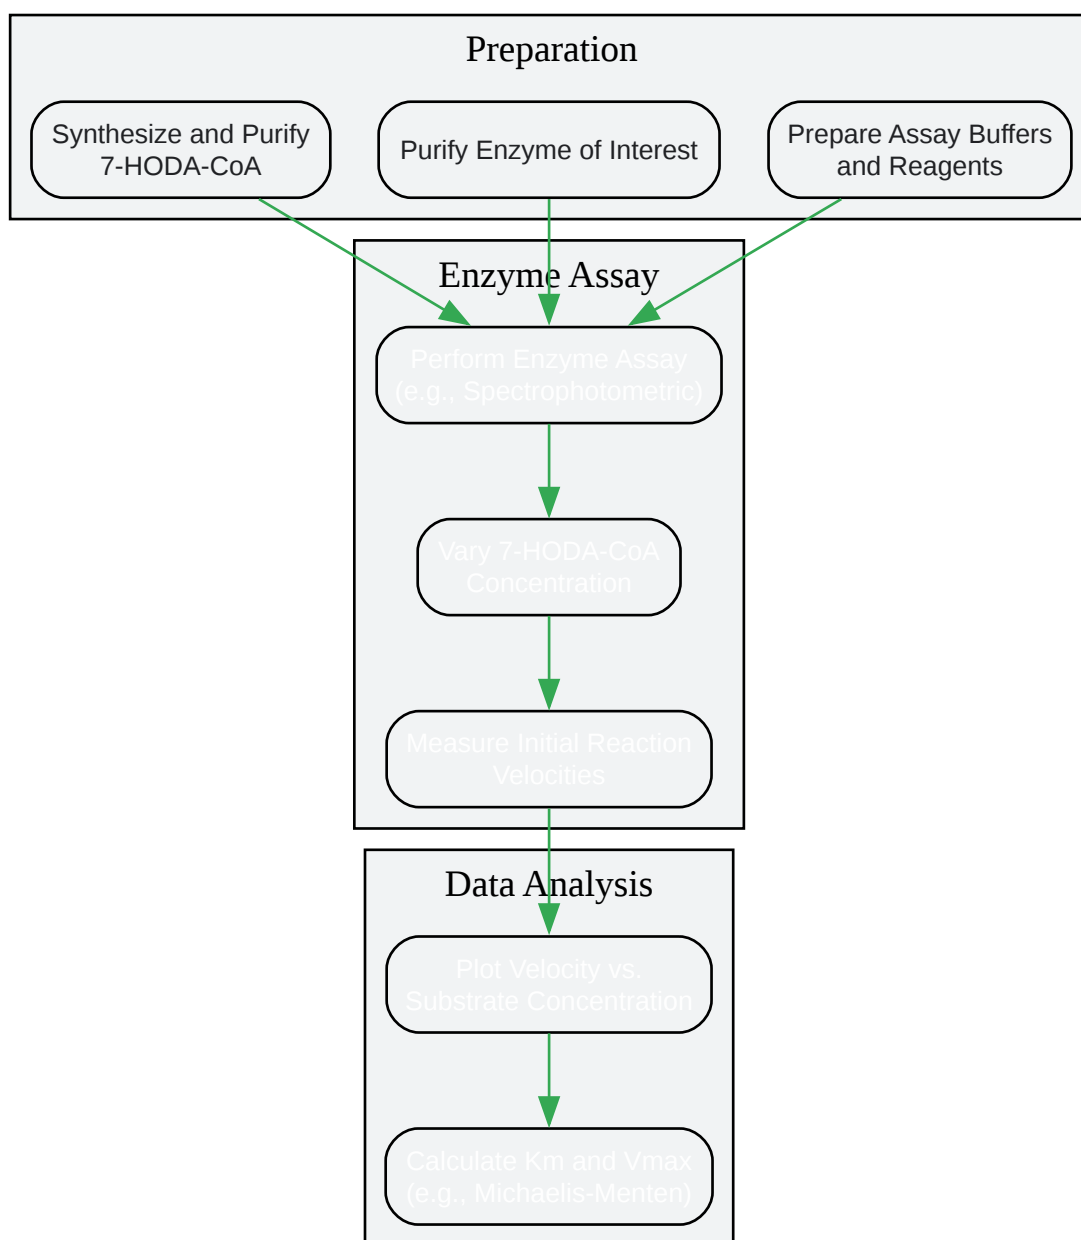 Preparation
Synthesize and Purify
7-HODA-CoA
Purify Enzyme of Interest
Prepare Assay Buffers
and Reagents
Enzyme Assay
Perform Enzyme Assay
(e.g., Spectrophotometric)
Vary 7-HODA-CoA
Concentration
Measure Initial Reaction
Velocities
Data Analysis
Plot Velocity vs.
Substrate Concentration
Calculate Km and Vmax
(e.g., Michaelis-Menten)